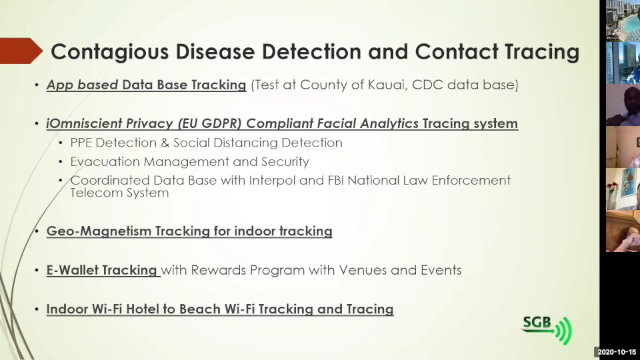 Contagious Disease Detection and Contact Tracing
• App based Data Base Tracking (Test at County of Kauai, CDC data base)
• iOmniscient Privacy (EU GDPR) Compliant Facial Analytics Tracing system
• PPE Detection & Social Distancing Detection
• Evacuation Management and Security
• Coordinated Data Base with Interpol and FBI National Law Enforcement
Telecom System
• Geo-Magnetism Tracking for indoor tracking
• E-Wallet Tracking with Rewards Program with Venues and Events
• Indoor Wi-Fi Hotel to Beach Wi-Fi Tracking and Tracing
SGB
2020-10-15